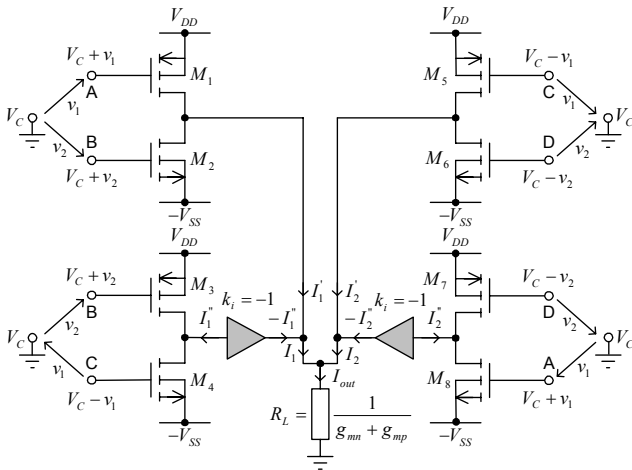 V_DD V_DD
V_C + v_1 M_1 M_5 V_C − v_1
A C
V_C v_1 v_1 V_C
B D
v_2 M_2 M_6 v_2
V_C + v_2 V_C − v_2
−V_SS −V_SS
V_DD V_DD
V_C + v_2 M_3 M_7 V_C − v_2
k_i = −1 I_1' I_2' k_i = −1
B I_1'' −I_1'' −I_2'' I_2'' D
V_C v_2 v_2 V_C
I_1 I_2
C A
v_1 M_4 I_out M_8 v_1
V_C − v_1 V_C + v_1
R_L = 1 / (g_mn + g_mp)
−V_SS −V_SS